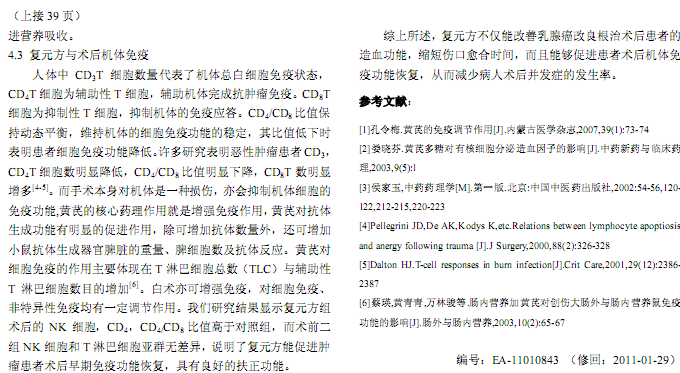 （上接 39 页）
进营养吸收。
4.3 复元方与术后机体免疫
人体中 CD3T 细胞数量代表了机体总白细胞免疫状态，
CD4T细胞为辅助性 T 细胞，辅助机体完成抗肿瘤免疫。CD8T
细胞为抑制性 T 细胞，抑制机体的免疫应答。CD4/CD8 比值保
持动态平衡，维持机体的细胞免疫功能的稳定，其比值低下时
表明患者细胞免疫功能降低。许多研究表明恶性肿瘤患者CD3，
CD4T 细胞数明显降低，CD4/CD8 比值明显下降，CD8T 数明显
增多[4-5]。而手术本身对机体是一种损伤，亦会抑制机体细胞的
免疫功能,黄芪的核心药理作用就是增强免疫作用，黄芪对抗体
生成功能有明显的促进作用，除可增加抗体数量外，还可增加
小鼠抗体生成器官脾脏的重量、脾细胞数及抗体反应。黄芪对
细胞免疫的作用主要体现在 T 淋巴细胞总数（TLC）与辅助性
T 淋巴细胞数目的增加[6]。白术亦可增强免疫，对细胞免疫、
非特异性免疫均有一定调节作用。我们研究结果显示复元方组
术后的 NK 细胞，CD4，CD4/CD8 比值高于对照组，而术前二
组 NK 细胞和 T 淋巴细胞亚群无差异，说明了复元方能促进肿
瘤患者术后早期免疫功能恢复，具有良好的扶正功能。
综上所述，复元方不仅能改善乳腺癌改良根治术后患者的
造血功能，缩短伤口愈合时间，而且能够促进患者术后机体免
疫功能恢复，从而减少病人术后并发症的发生率。
参考文献：
[1]孔令梅.黄芪的免疫调节作用[J].内蒙古医学杂志,2007,39(1):73-74
[2]娄晓芬.黄芪多糖对有核细胞分泌造血因子的影响[J].中药新药与临床药
理,2003,9(5):1
[3]侯家玉,中药药理学[M].第一版.北京:中国中医药出版社,2002:54-56,120-
122,212-215,220-223
[4]Pellegrini JD,De AK,Kodys K,etc.Relations between lymphocyte apoptiosis
and anergy following trauma [J].J Surgery,2000,88(2):326-328
[5]Dalton HJ.T-cell responses in burn infection[J].Crit Care,2001,29(12):2386-
2387
[6]蔡瑛,黄青青,万林骏等.肠内营养加黄芪对创伤大肠外与肠内营养鼠免疫
功能的影响[J].肠外与肠内营养,2003,10(2):65-67
编号：EA-11010843 （修回：2011-01-29）